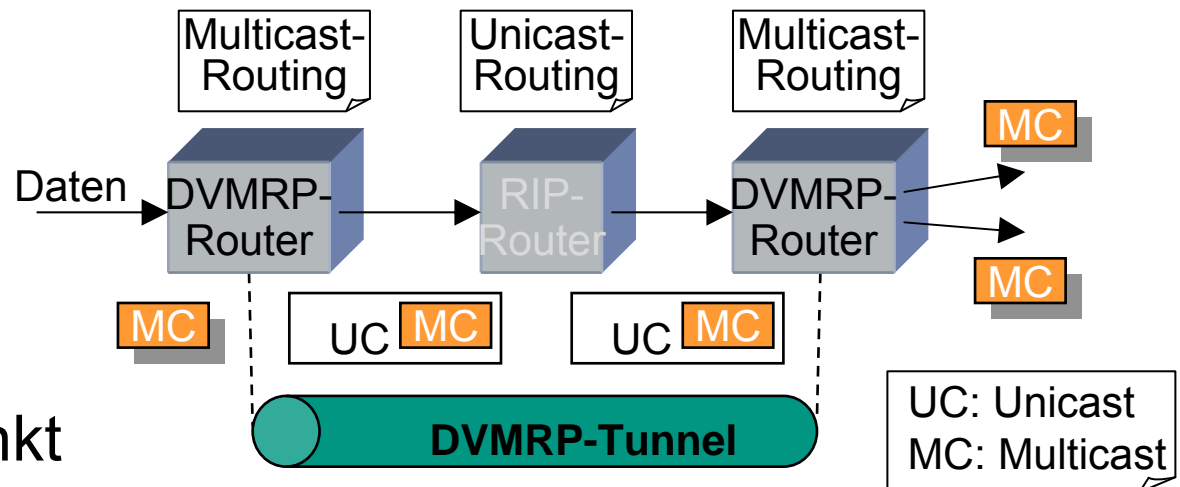 Multicast-
Routing
Unicast-
Routing
Multicast-
Routing
MC
Daten
DVMRP-
Router
RIP-
Router
DVMRP-
Router
MC
MC
UC MC
UC MC
DVMRP-Tunnel
UC: Unicast
MC: Multicast